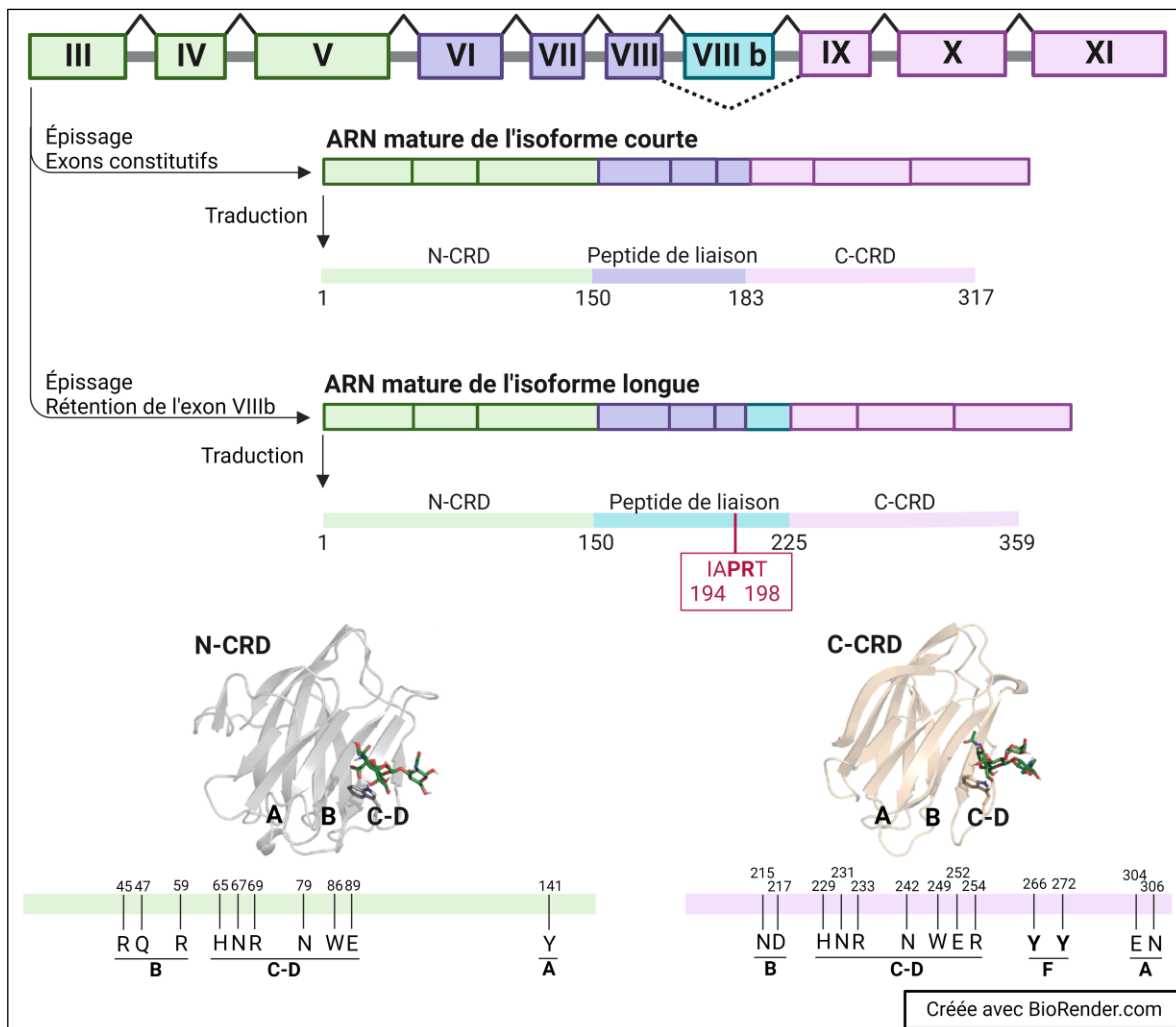 III IV V VI VII VIII VIII b IX X XI
Épissage
Exons constitutifs
ARN mature de l'isoforme courte
Traduction
N-CRD Peptide de liaison C-CRD
1 150 183 317
Épissage
Rétention de l'exon VIIIb
ARN mature de l'isoforme longue
Traduction
N-CRD Peptide de liaison C-CRD
1 150 225 359
IAPRT
194 198
N-CRD
A B C-D
C-CRD
A B C-D
45 47 59 65 67 69 79 86 89 141
R Q R H N R N W E Y
B C-D A
215 217 229 231 233 242 249 252 254 266 272 304 306
N D H N R N W E R Y Y E N
B C-D F A
Créée avec BioRender.com